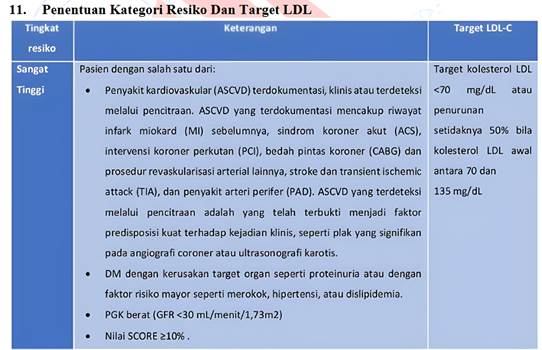 11. Penentuan Kategori Resiko Dan Target LDL
Tingkat resiko
Keterangan
Target LDL-C
Sangat Tinggi
Pasien dengan salah satu dari:
• Penyakit kardiovaskular (ASCVD) terdokumentasi, klinis atau terdeteksi
melalui pencitraan. ASCVD yang terdokumentasi mencakup riwayat
infark miokard (MI) sebelumnya, sindrom koroner akut (ACS),
intervensi koroner perkutan (PCI), bedah pintas koroner (CABG) dan
prosedur revaskularisasi arterial lainnya, stroke dan transient ischemic
attack (TIA), dan penyakit arteri perifer (PAD). ASCVD yang terdeteksi
melalui pencitraan adalah yang telah terbukti menjadi faktor
predisposisi kuat terhadap kejadian klinis, seperti plak yang signifikan
pada angiografi coroner atau ultrasonografi karotis.
• DM dengan kerusakan target organ seperti proteinuria atau dengan
faktor risiko mayor seperti merokok, hipertensi, atau dislipidemia.
• PGK berat (GFR <30 mL/menit/1,73m2)
• Nilai SCORE ≥10% .
Target kolesterol LDL
<70 mg/dL atau
penurunan
setidaknya 50% bila
kolesterol LDL awal
antara 70 dan
135 mg/dL